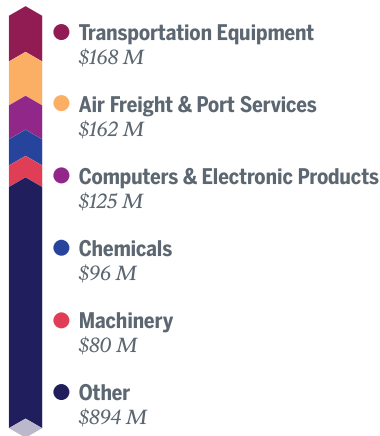 Transportation Equipment
$168 M
Air Freight & Port Services
$162 M
Computers & Electronic Products
$125 M
Chemicals
$96 M
Machinery
$80 M
Other
$894 M